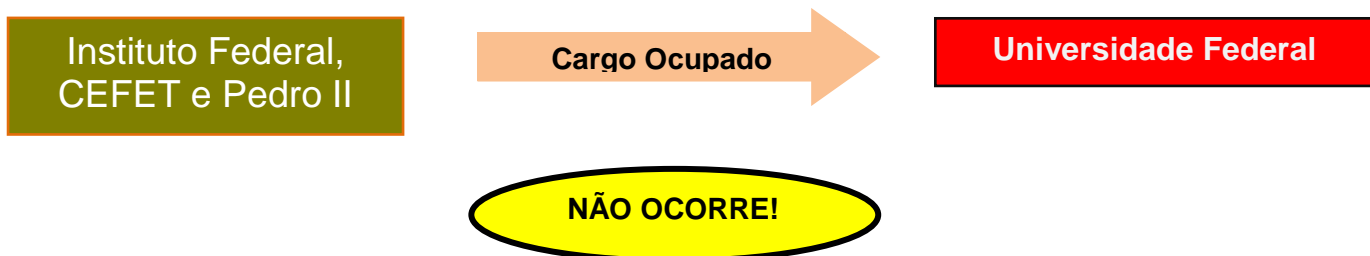 Instituto Federal,
CEFET e Pedro II
Cargo Ocupado
Universidade Federal
NÃO OCORRE!